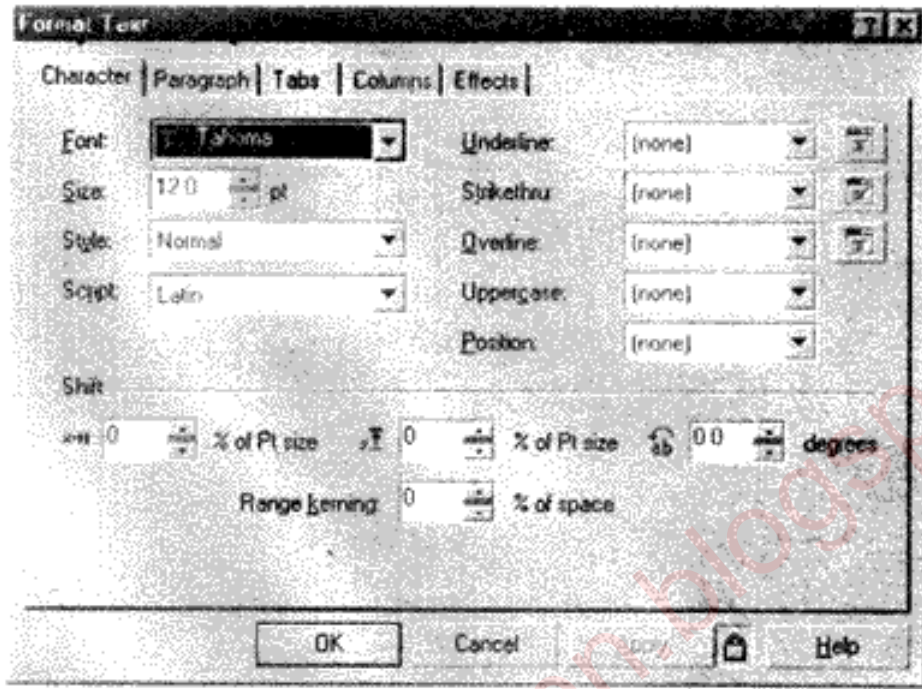 Format Text
Character Paragraph Tabs Columns Effects
Font: Tahoma Underline: (none)
Size: 12.0 pt Strikethru (none)
Style: Normal Overline: (none)
Script: Latin Uppercase: (none)
Position: (none)
Shift
0 % of Pt size 0 % of Pt size ab 0.0 degrees
Range kerning: 0 % of space
OK Cancel Apply Help